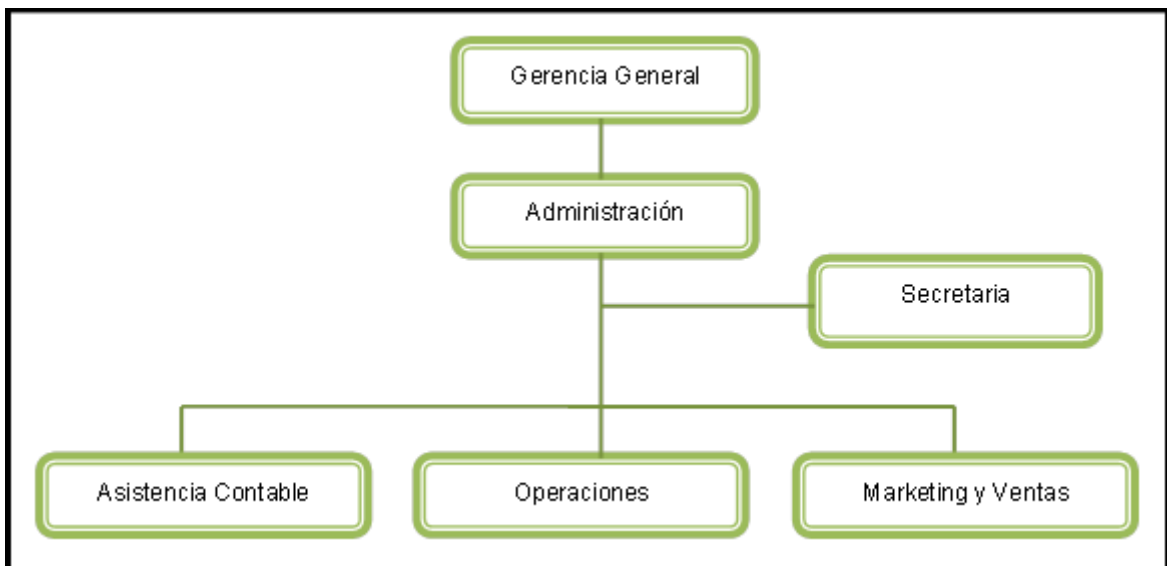 Gerencia General
Administración
Secretaria
Asistencia Contable
Operaciones
Marketing y Ventas